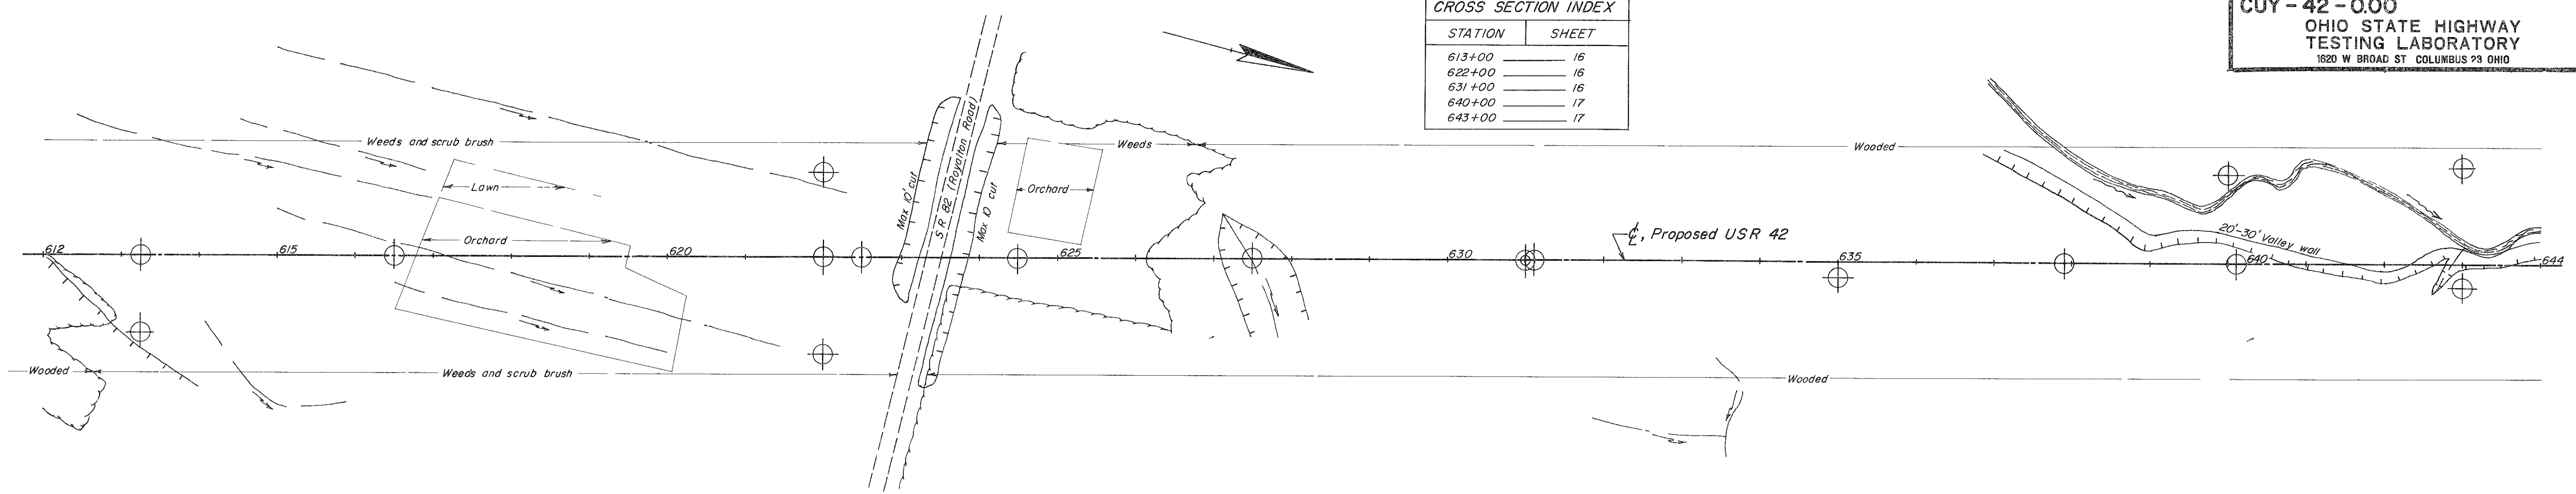 CROSS SECTION INDEX
STATION SHEET
613+00 16
622+00 16
631+00 16
640+00 17
643+00 17
CUY-42-0.00
OHIO STATE HIGHWAY
TESTING LABORATORY
1620 W BROAD ST COLUMBUS 23 OHIO
Weeds and scrub brush
Weeds
Wooded
Lawn
Orchard
Max 10' cut
SR 82 (Royalton Road)
Max 10 cut
Orchard
℄, Proposed USR 42
20'-30' Valley wall
612
615
620
625
630
635
640
644
Wooded
Weeds and scrub brush
Wooded